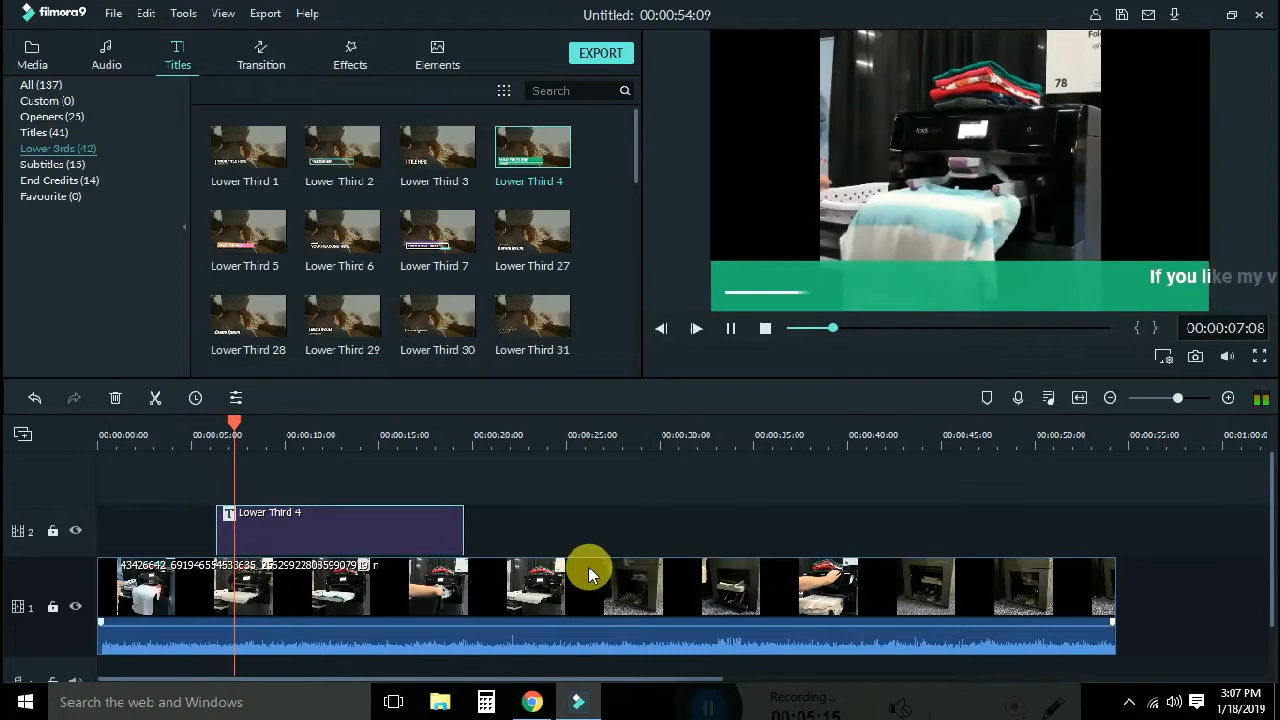 filmora9 File Edit Tools View Export Help Untitled: 00:00:54:09
Media Audio Titles Transition Effects Elements EXPORT
All (137)
Custom (0)
Openers (25)
Titles (41)
Lower 3rds (42)
Subtitles (15)
End Credits (14)
Favourite (0)
Search
Lower Third 1 Lower Third 2 Lower Third 3 Lower Third 4
Lower Third 5 Lower Third 6 Lower Third 7 Lower Third 27
Lower Third 28 Lower Third 29 Lower Third 30 Lower Third 31
78
If you like my v
00:00:07:08
00:00:00:00 00:00:05:00 00:00:10:00 00:00:15:00 00:00:20:00 00:00:25:00 00:00:30:00 00:00:35:00 00:00:40:00 00:00:45:00 00:00:50:00 00:00:55:00 00:01:00:0
2 T Lower Third 4
1
Search the web and Windows
Recording...
00:05:15
3:07 PM
1/18/2019